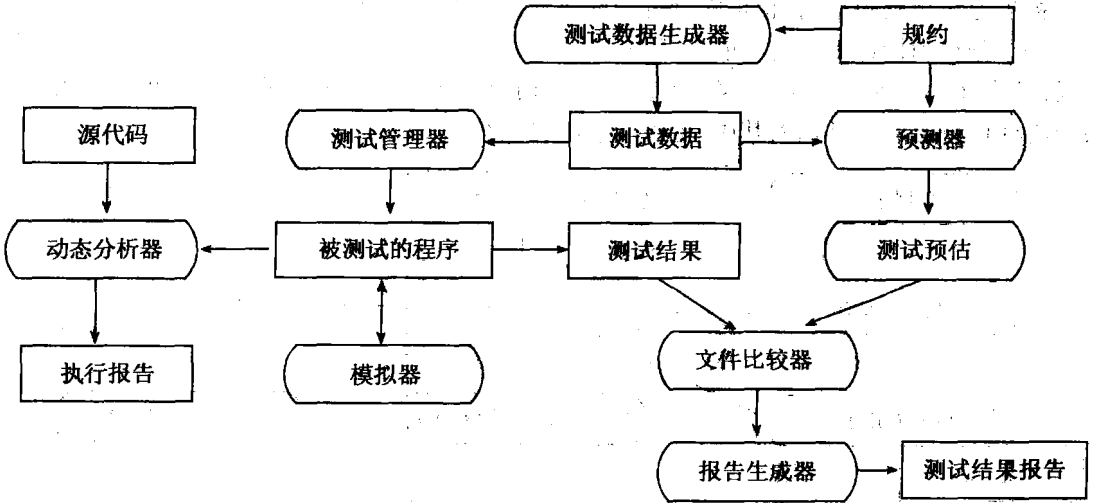 测试数据生成器
规约
源代码
测试管理器
测试数据
预测器
动态分析器
被测试的程序
测试结果
测试预估
执行报告
模拟器
文件比较器
报告生成器
测试结果报告